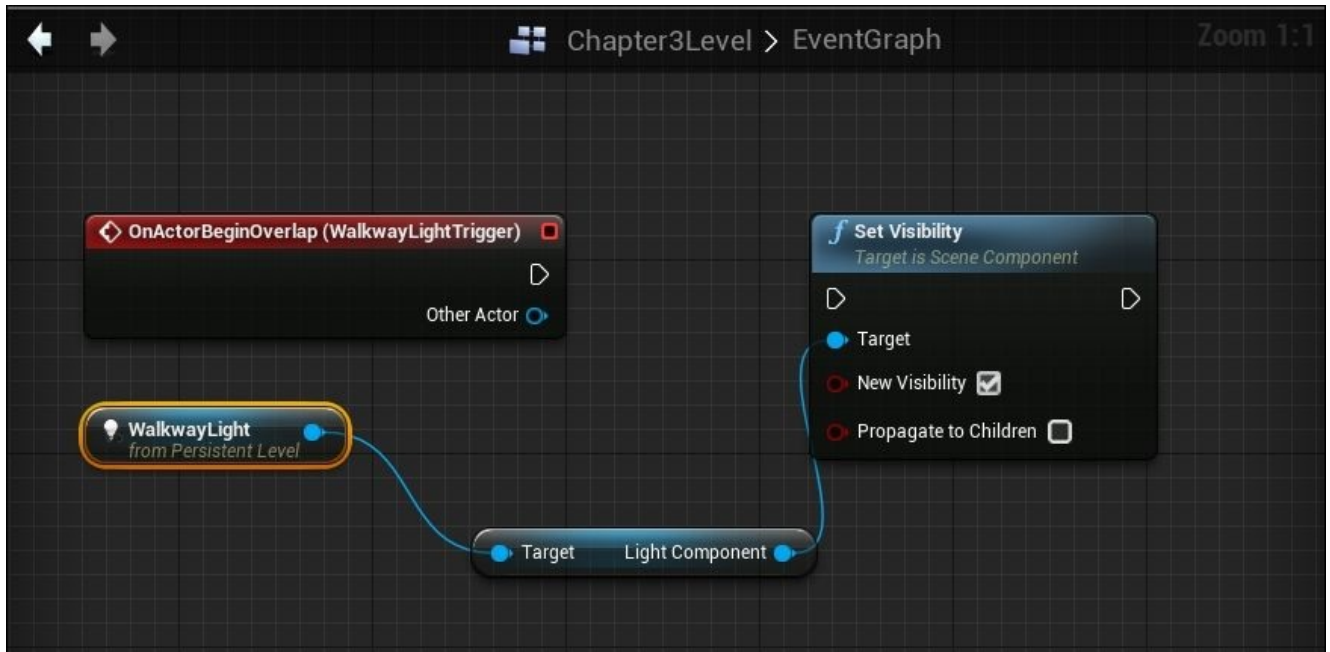 Chapter3Level > EventGraph
Zoom 1:1
OnActorBeginOverlap (WalkwayLightTrigger)
Other Actor
WalkwayLight
from Persistent Level
Target Light Component
f Set Visibility
Target is Scene Component
Target
New Visibility
Propagate to Children